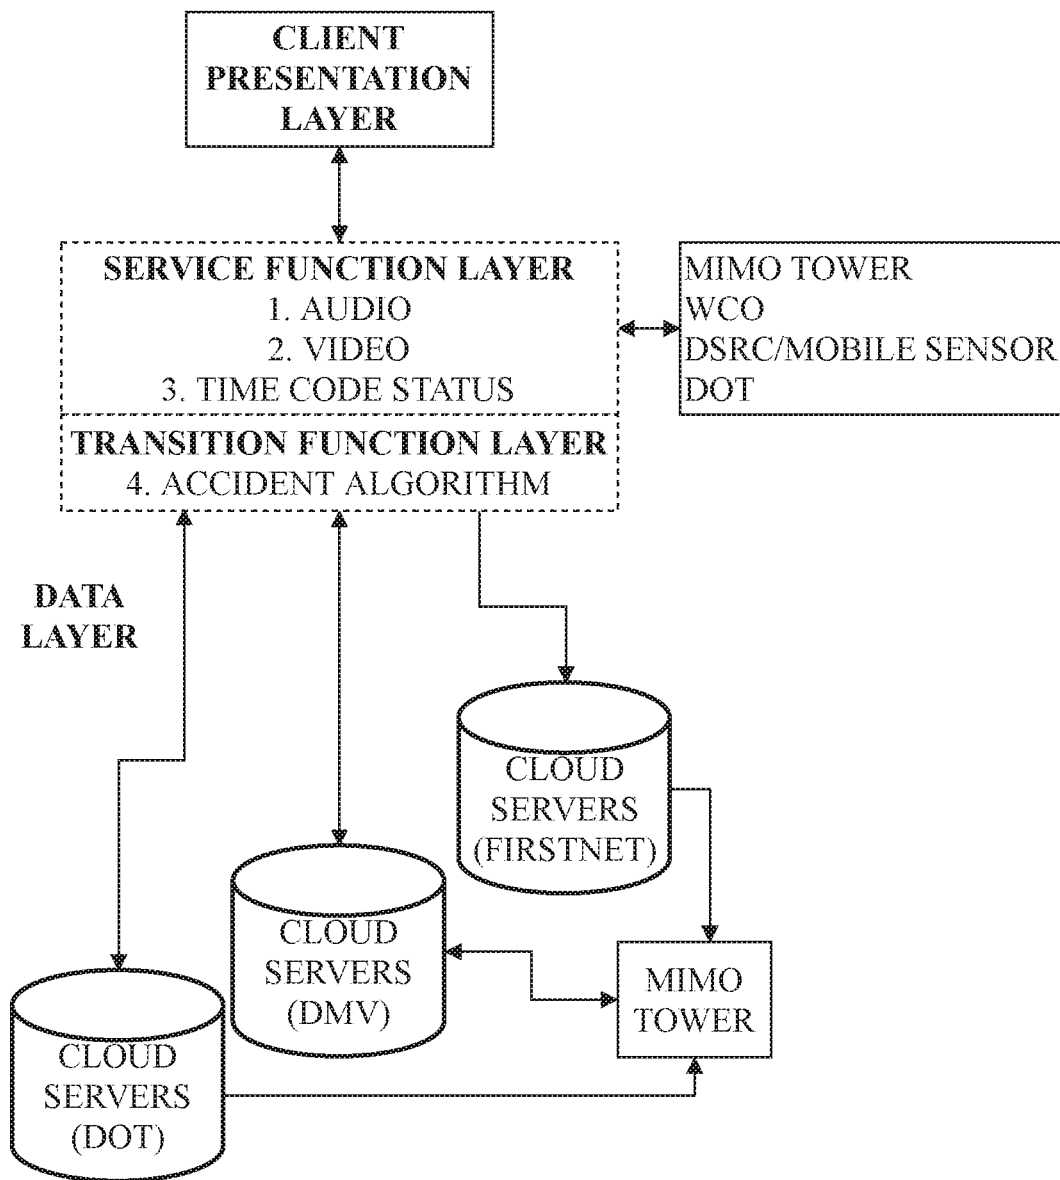 CLIENT
PRESENTATION
LAYER
SERVICE FUNCTION LAYER
1. AUDIO
2. VIDEO
3. TIME CODE STATUS
TRANSITION FUNCTION LAYER
4. ACCIDENT ALGORITHM
MIMO TOWER
WCO
DSRC/MOBILE SENSOR
DOT
DATA
LAYER
CLOUD
SERVERS
(FIRSTNET)
CLOUD
SERVERS
(DMV)
MIMO
TOWER
CLOUD
SERVERS
(DOT)